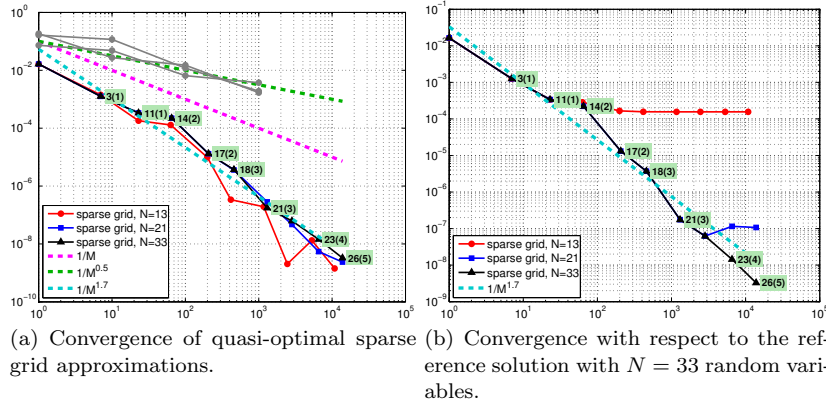 10^-2
10^-4
10^-6
10^-8
10^-10
10^0
10^1
10^2
10^3
10^4
10^5
3(1)
11(1)
14(2)
17(2)
18(3)
21(3)
23(4)
26(5)
sparse grid, N=13
sparse grid, N=21
sparse grid, N=33
1/M
1/M^0.5
1/M^1.7
(a) Convergence of quasi-optimal sparse
grid approximations.
10^-1
10^-2
10^-3
10^-4
10^-5
10^-6
10^-7
10^-8
10^-9
10^0
10^1
10^2
10^3
10^4
10^5
3(1)
11(1)
14(2)
17(2)
18(3)
21(3)
23(4)
26(5)
sparse grid, N=13
sparse grid, N=21
sparse grid, N=33
1/M^1.7
(b) Convergence with respect to the ref-
erence solution with N = 33 random vari-
ables.